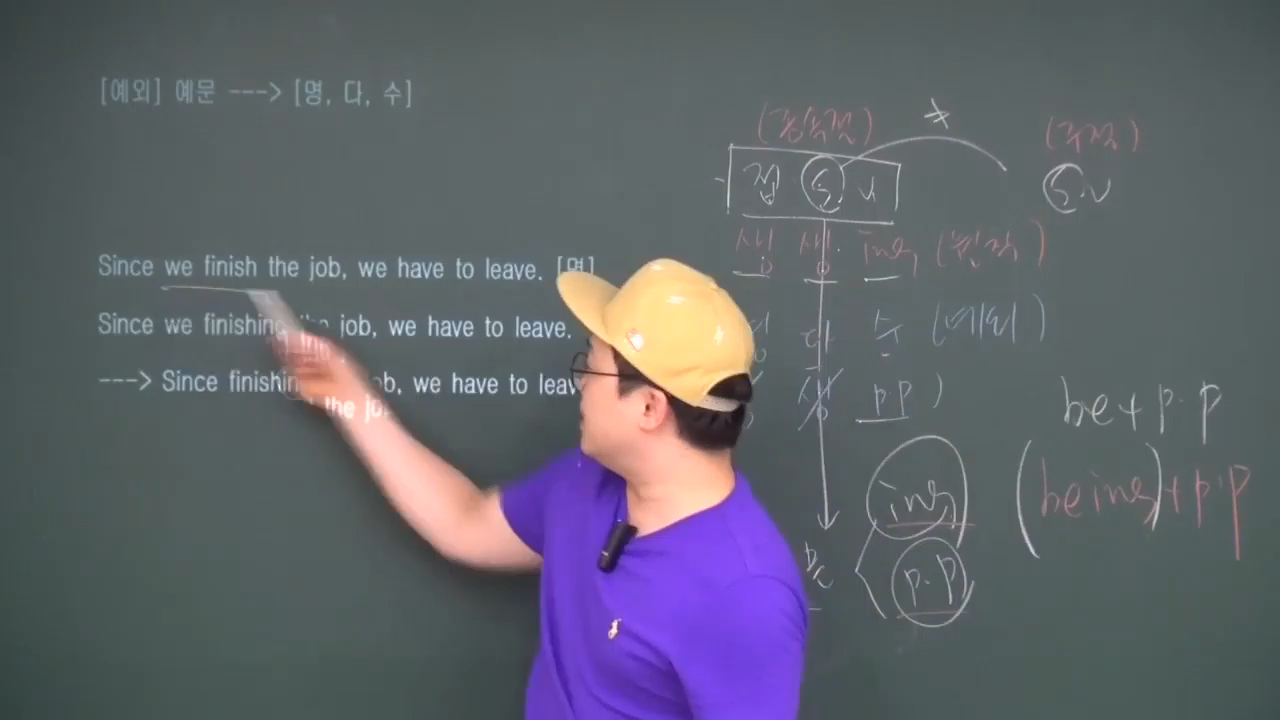 [예외] 예문 ---> [명, 다, 수]
Since we finish the job, we have to leave. [명]
Since we finishing the job, we have to leave.
---> Since finishing job, we have to leav
(종속절)
(주절)
접 S v
S v
생 생 ing (원칙)
다 수 (예외)
생 p.p )
be + p.p
ing
(being) + p.p
p.p